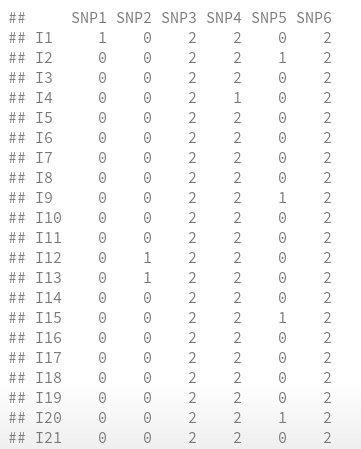 ##     SNP1 SNP2 SNP3 SNP4 SNP5 SNP6
## I1     1    0    2    2    0    2
## I2     0    0    2    2    1    2
## I3     0    0    2    2    0    2
## I4     0    0    2    1    0    2
## I5     0    0    2    2    0    2
## I6     0    0    2    2    0    2
## I7     0    0    2    2    0    2
## I8     0    0    2    2    0    2
## I9     0    0    2    2    1    2
## I10    0    0    2    2    0    2
## I11    0    0    2    2    0    2
## I12    0    1    2    2    0    2
## I13    0    1    2    2    0    2
## I14    0    0    2    2    0    2
## I15    0    0    2    2    1    2
## I16    0    0    2    2    0    2
## I17    0    0    2    2    0    2
## I18    0    0    2    2    0    2
## I19    0    0    2    2    0    2
## I20    0    0    2    2    1    2
## I21    0    0    2    2    0    2